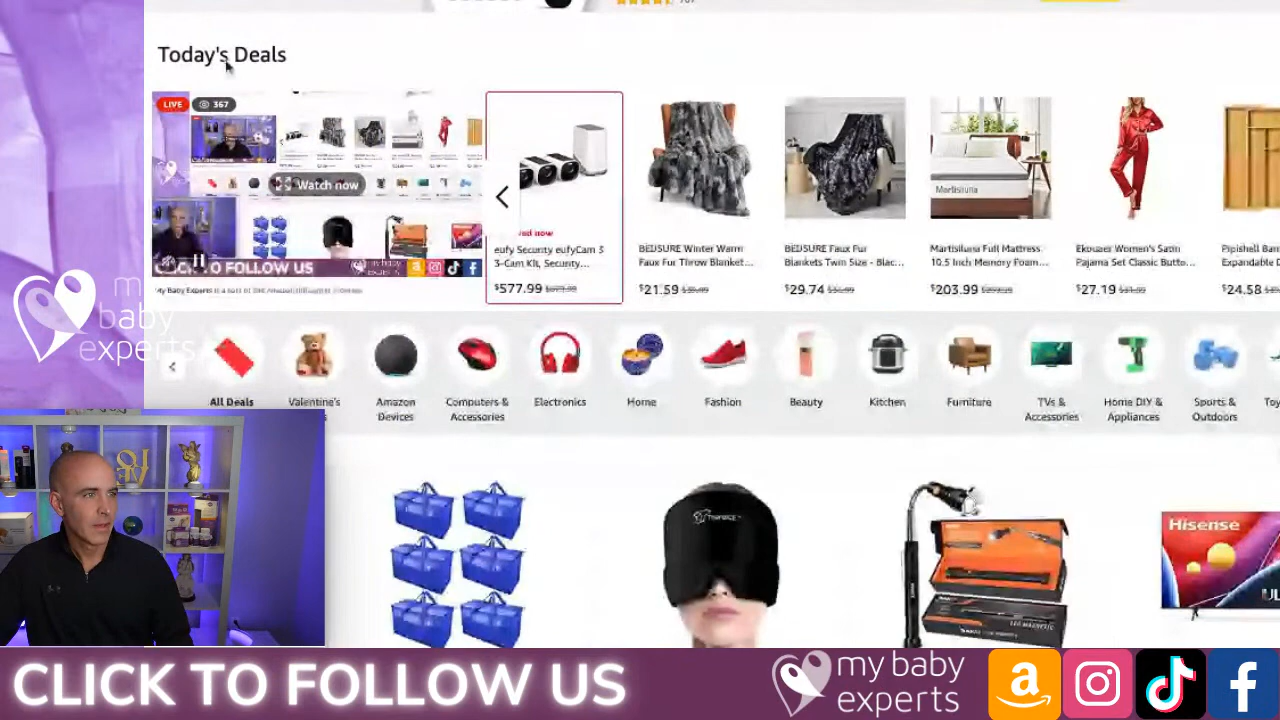 Today's Deals
LIVE
367
Watch now
CLICK TO FOLLOW US
eufy Security eufyCam 3
3-Cam Kit, Security...
$577.99
BEDSURE Winter Warm
Faux Fur Throw Blanket...
$21.59
BEDSURE Faux Fur
Blankets Twin Size - Blac...
$29.74
Martisiluna
Martisiluna Full Mattress
10.5 Inch Memory Foam...
$203.99
Ekouaer Women's Satin
Pajama Set Classic Butto...
$27.19
Pipishell Bam
Expandable D
$24.58
my
baby
experts
All Deals
Valentine's
Amazon
Devices
Computers &
Accessories
Electronics
Home
Fashion
Beauty
Kitchen
Furniture
TVs &
Accessories
Home DIY &
Appliances
Sports &
Outdoors
Toy
Hisense
UL
CLICK TO FOLLOW US
my baby
experts